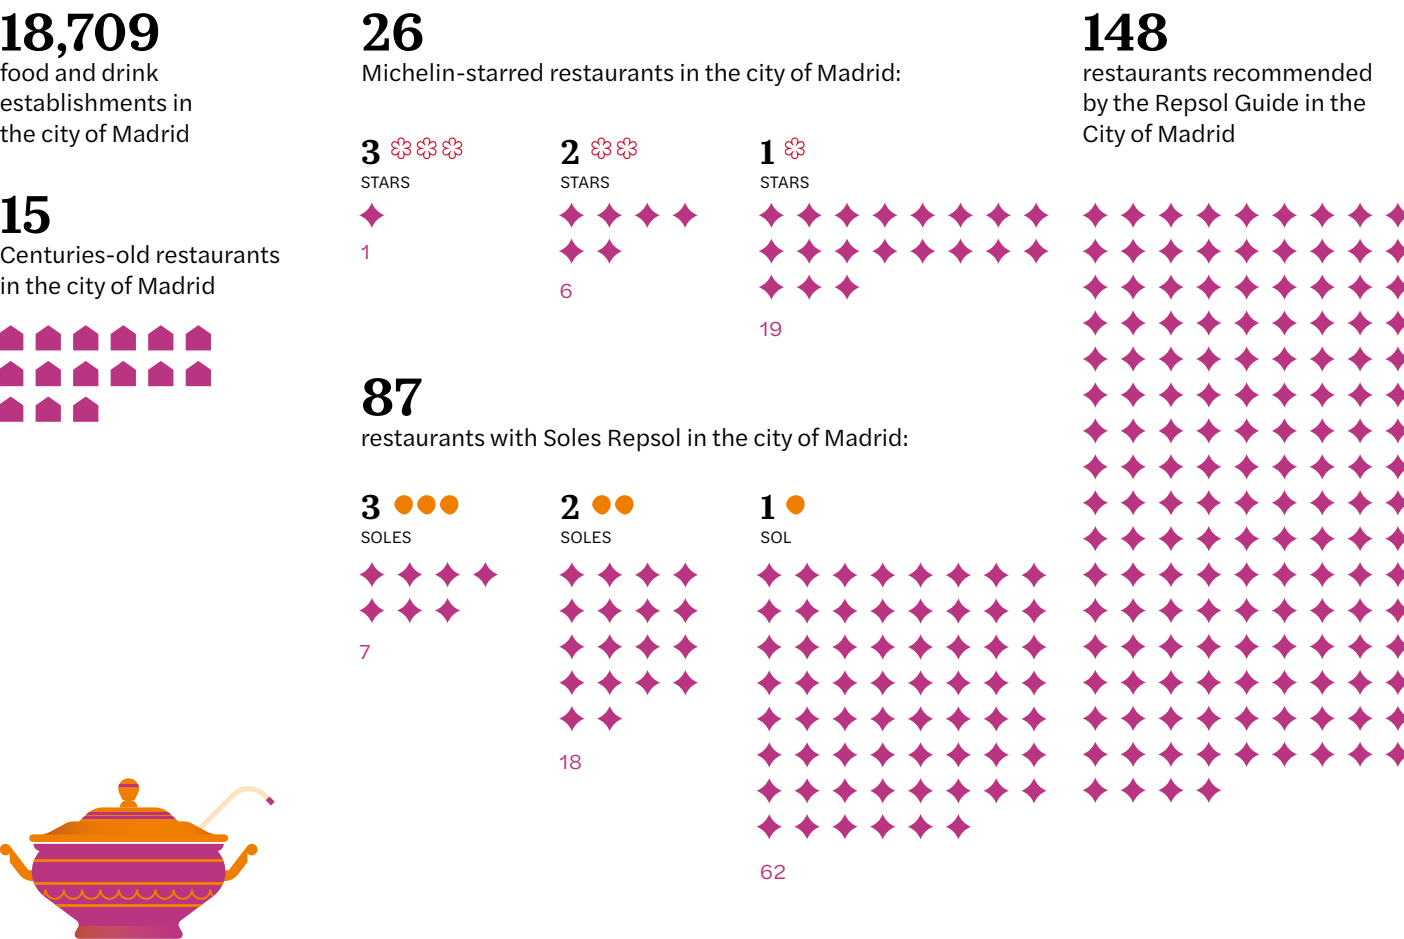 18,709
food and drink
establishments in
the city of Madrid
15
Centuries-old restaurants
in the city of Madrid
26
Michelin-starred restaurants in the city of Madrid:
3
STARS
1
2
STARS
6
1
STARS
19
87
restaurants with Soles Repsol in the city of Madrid:
3
SOLES
7
2
SOLES
18
1
SOL
62
148
restaurants recommended
by the Repsol Guide in the
City of Madrid